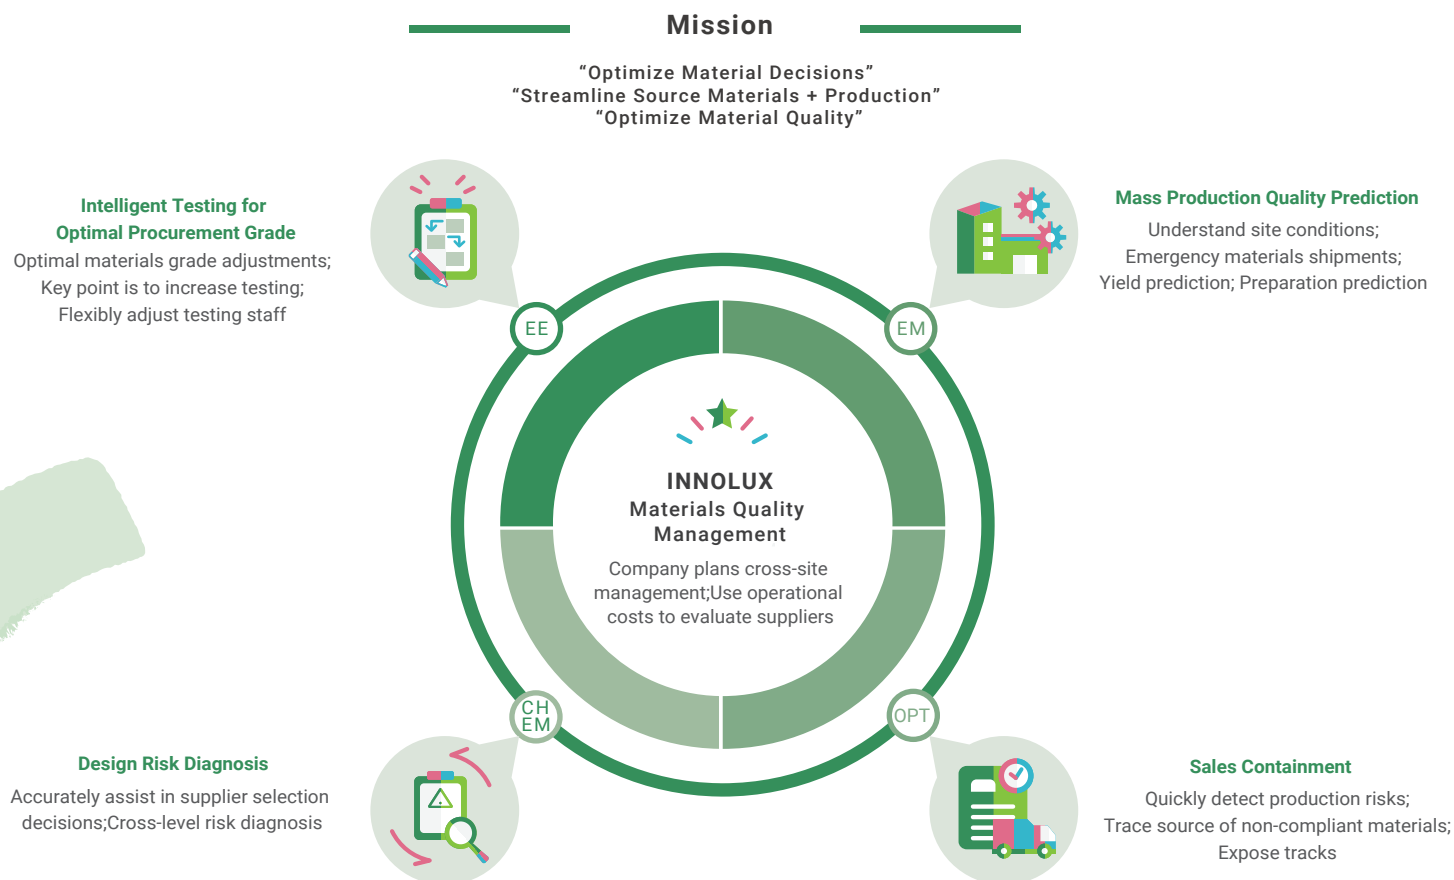 Mission
“Optimize Material Decisions”
“Streamline Source Materials + Production”
“Optimize Material Quality”
Intelligent Testing for
Optimal Procurement Grade
Optimal materials grade adjustments;
Key point is to increase testing;
Flexibly adjust testing staff
Mass Production Quality Prediction
Understand site conditions;
Emergency materials shipments;
Yield prediction; Preparation prediction
EE
EM
INNOLUX
Materials Quality
Management
Company plans cross-site
management;Use operational
costs to evaluate suppliers
CH
EM
OPT
Design Risk Diagnosis
Accurately assist in supplier selection
decisions;Cross-level risk diagnosis
Sales Containment
Quickly detect production risks;
Trace source of non-compliant materials;
Expose tracks